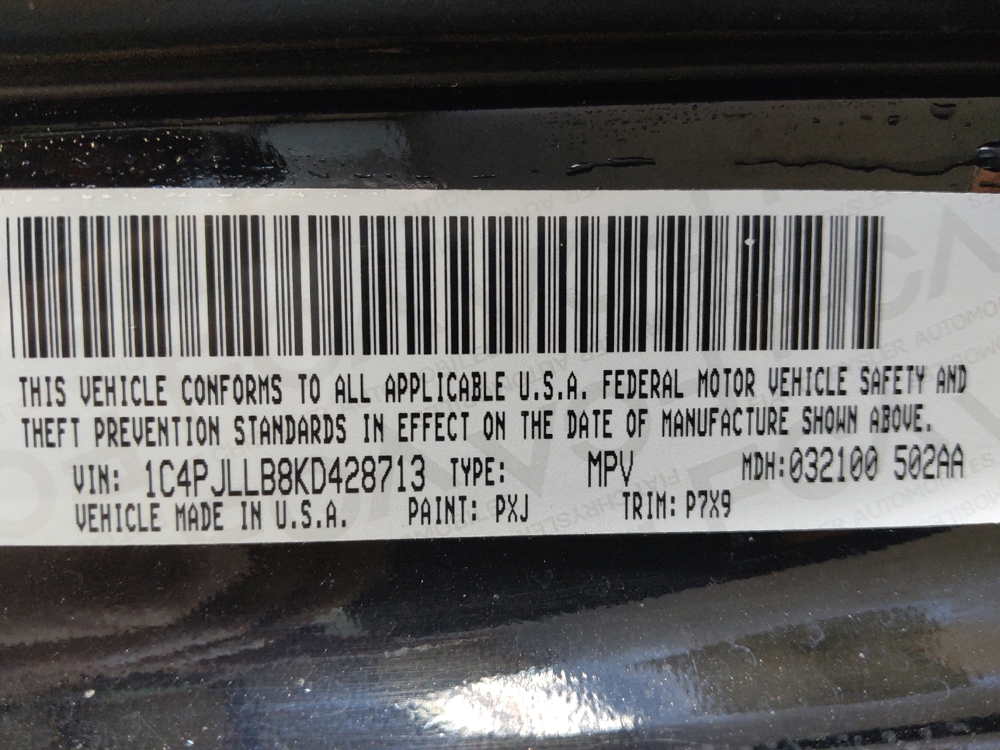 THIS VEHICLE CONFORMS TO ALL APPLICABLE U.S.A. FEDERAL MOTOR VEHICLE SAFETY AND
THEFT PREVENTION STANDARDS IN EFFECT ON THE DATE OF MANUFACTURE SHOWN ABOVE.
VIN: 1C4PJLLB8KD428713 TYPE: MPV MDH:032100 502AA
VEHICLE MADE IN U.S.A. PAINT: PXJ TRIM: P7X9